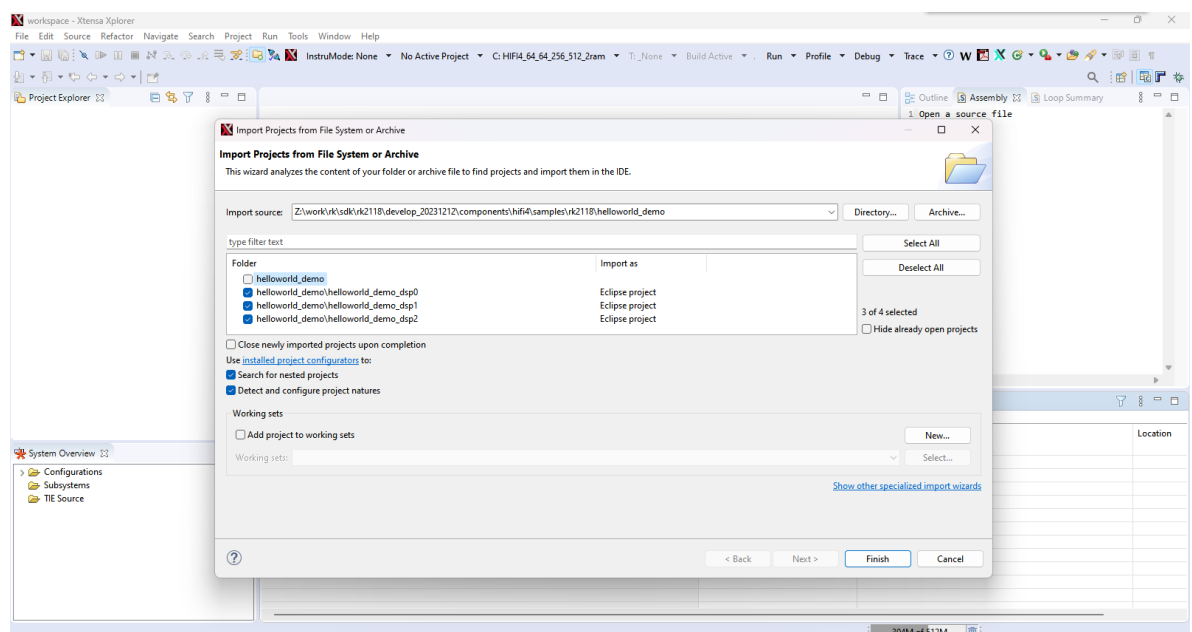 workspace - Xtensa Xplorer
File Edit Source Refactor Navigate Search Project Run Tools Window Help
InstruMode: None No Active Project C: HIFI4_64_64_256_512_2ram T:_None Build Active Run Profile Debug Trace
Project Explorer
Outline Assembly Loop Summary
1 Open a source file
Import Projects from File System or Archive
Import Projects from File System or Archive
This wizard analyzes the content of your folder or archive file to find projects and import them in the IDE.
Import source: Z:\work\rk\sdk\rk2118\develop_20231212\components\hifi4\samples\rk2118\helloworld_demo Directory... Archive...
type filter text Select All
Folder Import as
Deselect All
helloworld_demo
helloworld_demo\helloworld_demo_dsp0 Eclipse project
helloworld_demo\helloworld_demo_dsp1 Eclipse project
helloworld_demo\helloworld_demo_dsp2 Eclipse project
3 of 4 selected
Hide already open projects
Close newly imported projects upon completion
Use installed project configurators to:
Search for nested projects
Detect and configure project natures
Working sets
Add project to working sets New...
Working sets: Select...
Show other specialized import wizards
< Back Next > Finish Cancel
Location
System Overview
Configurations
Subsystems
TIE Source